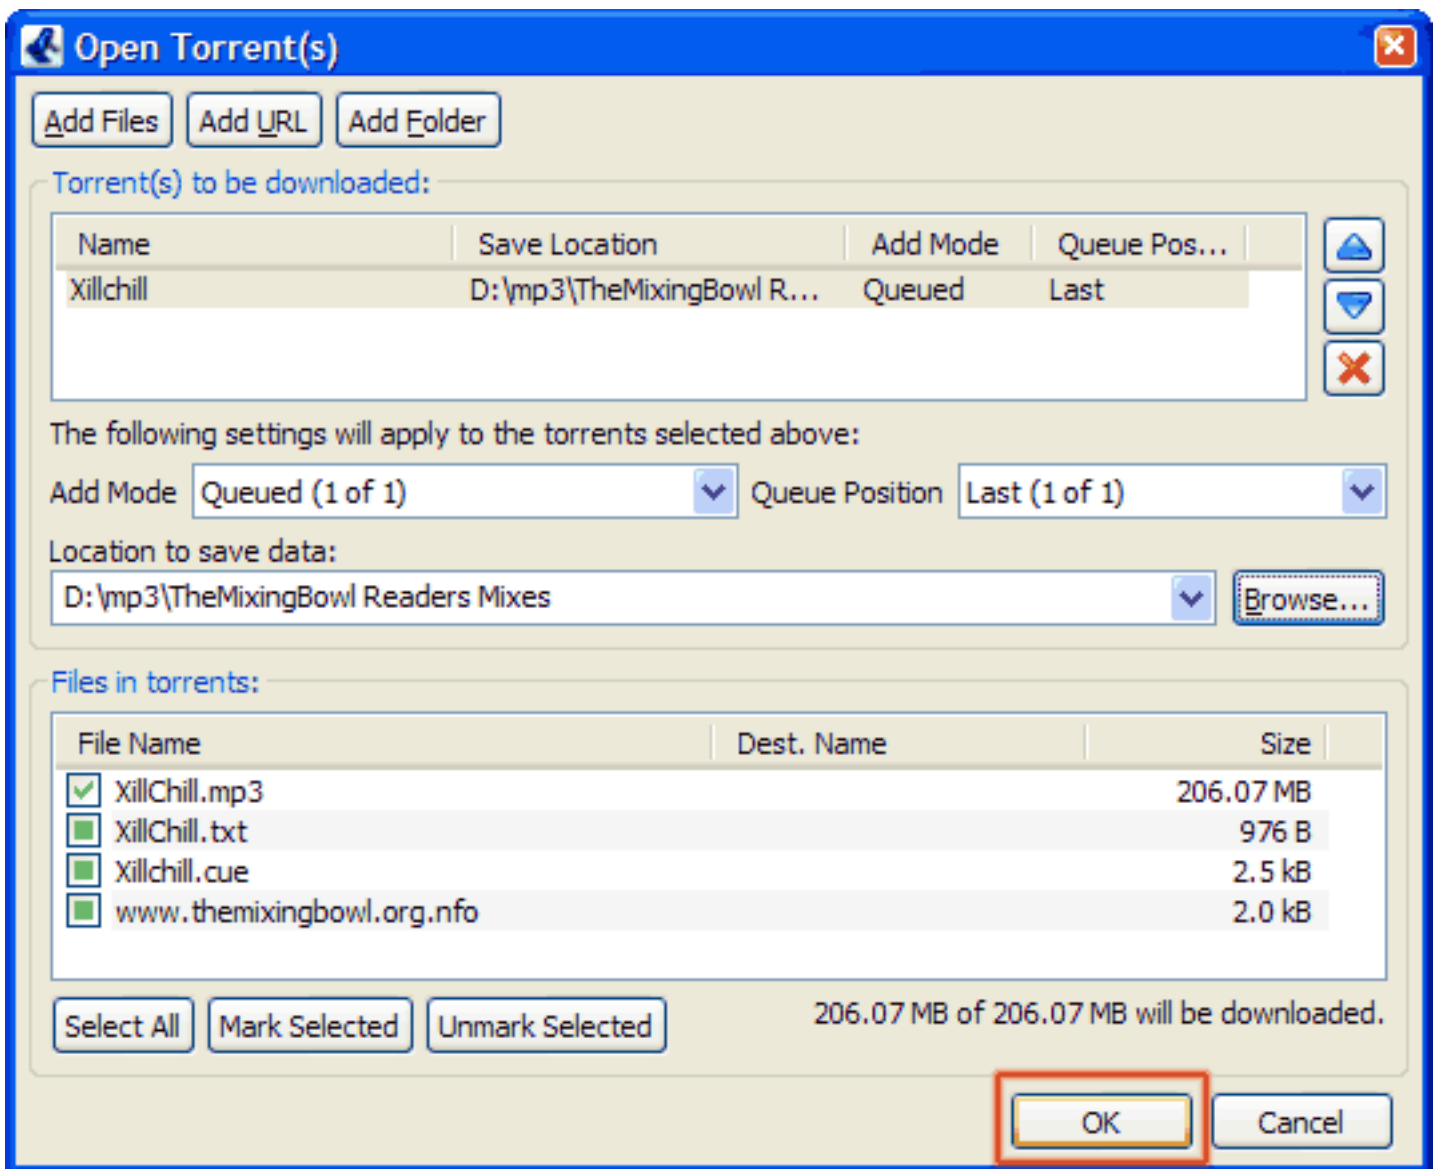 Open Torrent(s)
Add Files Add URL Add Folder
Torrent(s) to be downloaded:
Name Save Location Add Mode Queue Pos...
Xillchill D:\mp3\TheMixingBowl R... Queued Last
The following settings will apply to the torrents selected above:
Add Mode Queued (1 of 1) Queue Position Last (1 of 1)
Location to save data:
D:\mp3\TheMixingBowl Readers Mixes Browse...
Files in torrents:
File Name Dest. Name Size
XillChill.mp3 206.07 MB
XillChill.txt 976 B
Xillchill.cue 2.5 kB
www.themixingbowl.org.nfo 2.0 kB
Select All Mark Selected Unmark Selected 206.07 MB of 206.07 MB will be downloaded.
OK Cancel